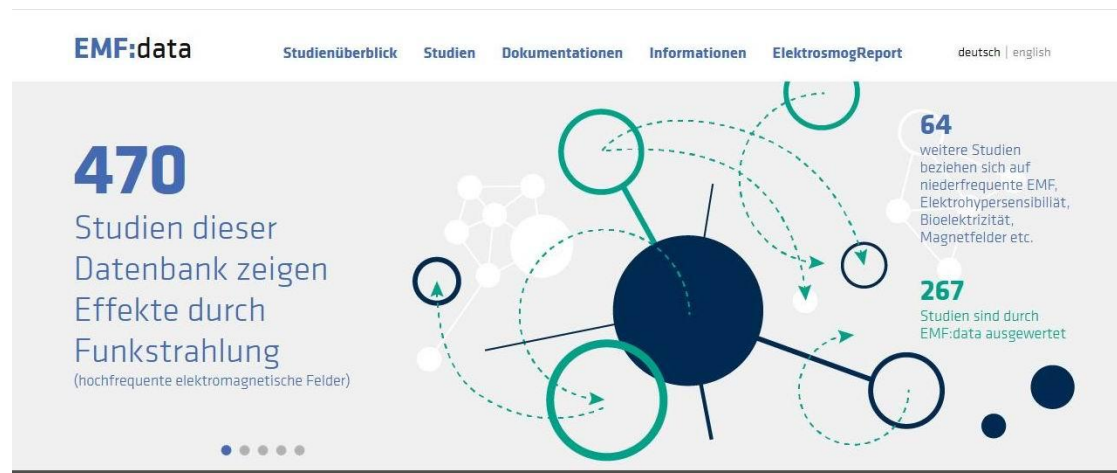 EMF:data
Studienüberblick Studien Dokumentationen Informationen ElektrosmogReport deutsch | english
470
Studien dieser
Datenbank zeigen
Effekte durch
Funkstrahlung
(hochfrequente elektromagnetische Felder)
64
weitere Studien
beziehen sich auf
niederfrequente EMF,
Elektrohypersensibiliät,
Bioelektrizität,
Magnetfelder etc.
267
Studien sind durch
EMF:data ausgewertet